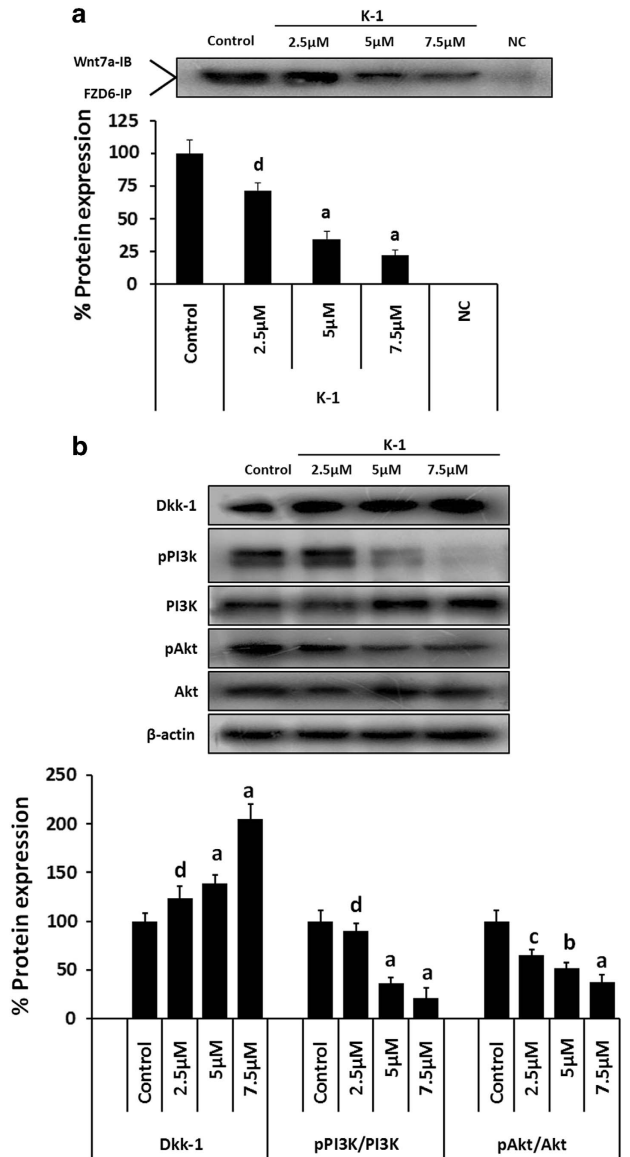 a
K-1
Control 2.5µM 5µM 7.5µM NC
Wnt7a-IB
FZD6-IP
% Protein expression
125
100
75
50
25
0
d
a
a
Control 2.5µM 5µM 7.5µM NC
K-1
b
K-1
Control 2.5µM 5µM 7.5µM
Dkk-1
pPI3k
PI3K
pAkt
Akt
β-actin
% Protein expression
250
200
150
100
50
0
d a a d a a c b a
Control 2.5µM 5µM 7.5µM Control 2.5µM 5µM 7.5µM Control 2.5µM 5µM 7.5µM
Dkk-1 pPI3K/PI3K pAkt/Akt